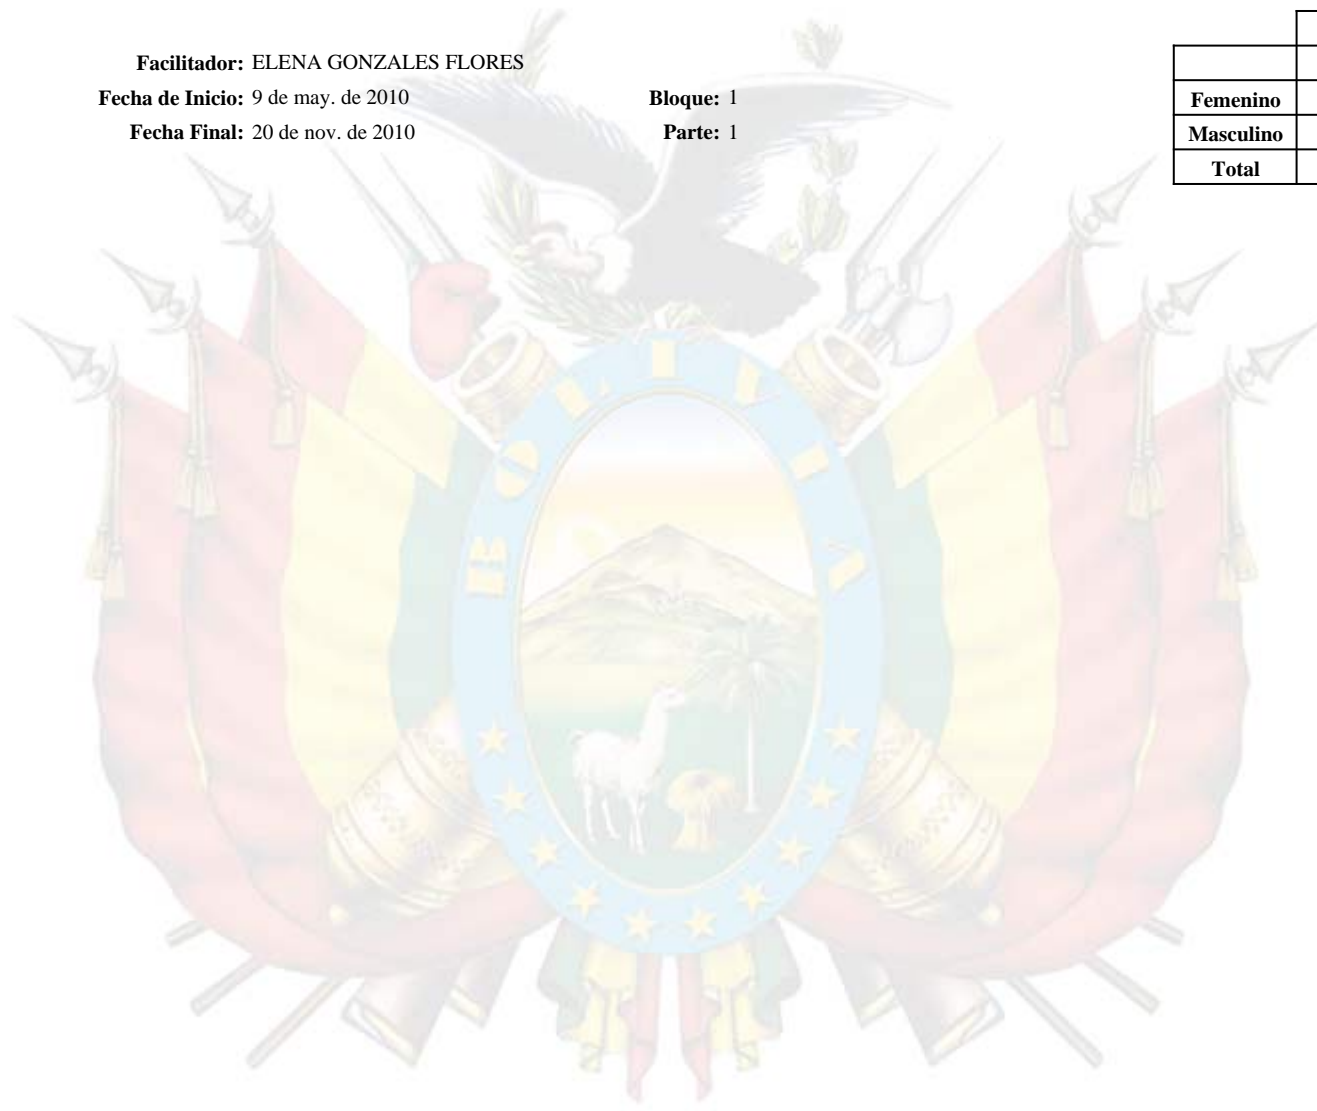 Facilitador: ELENA GONZALES FLORES
Fecha de Inicio: 9 de may. de 2010 Bloque: 1
Fecha Final: 20 de nov. de 2010 Parte: 1
Femenino
Masculino
Total
BOLIVIA